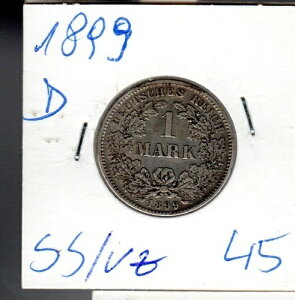 1899
D
DEUTSCHES REICH
1
MARK
1899
SS/vz
45